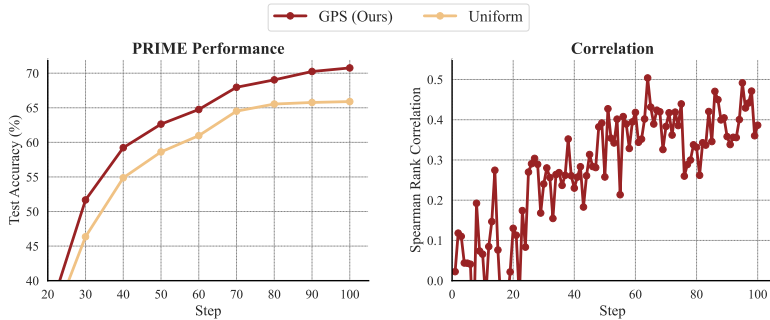 GPS (Ours) Uniform
PRIME Performance
Test Accuracy (%)
70
65
60
55
50
45
40
20 30 40 50 60 70 80 90 100
Step
Correlation
Spearman Rank Correlation
0.5
0.4
0.3
0.2
0.1
0.0
0 20 40 60 80 100
Step